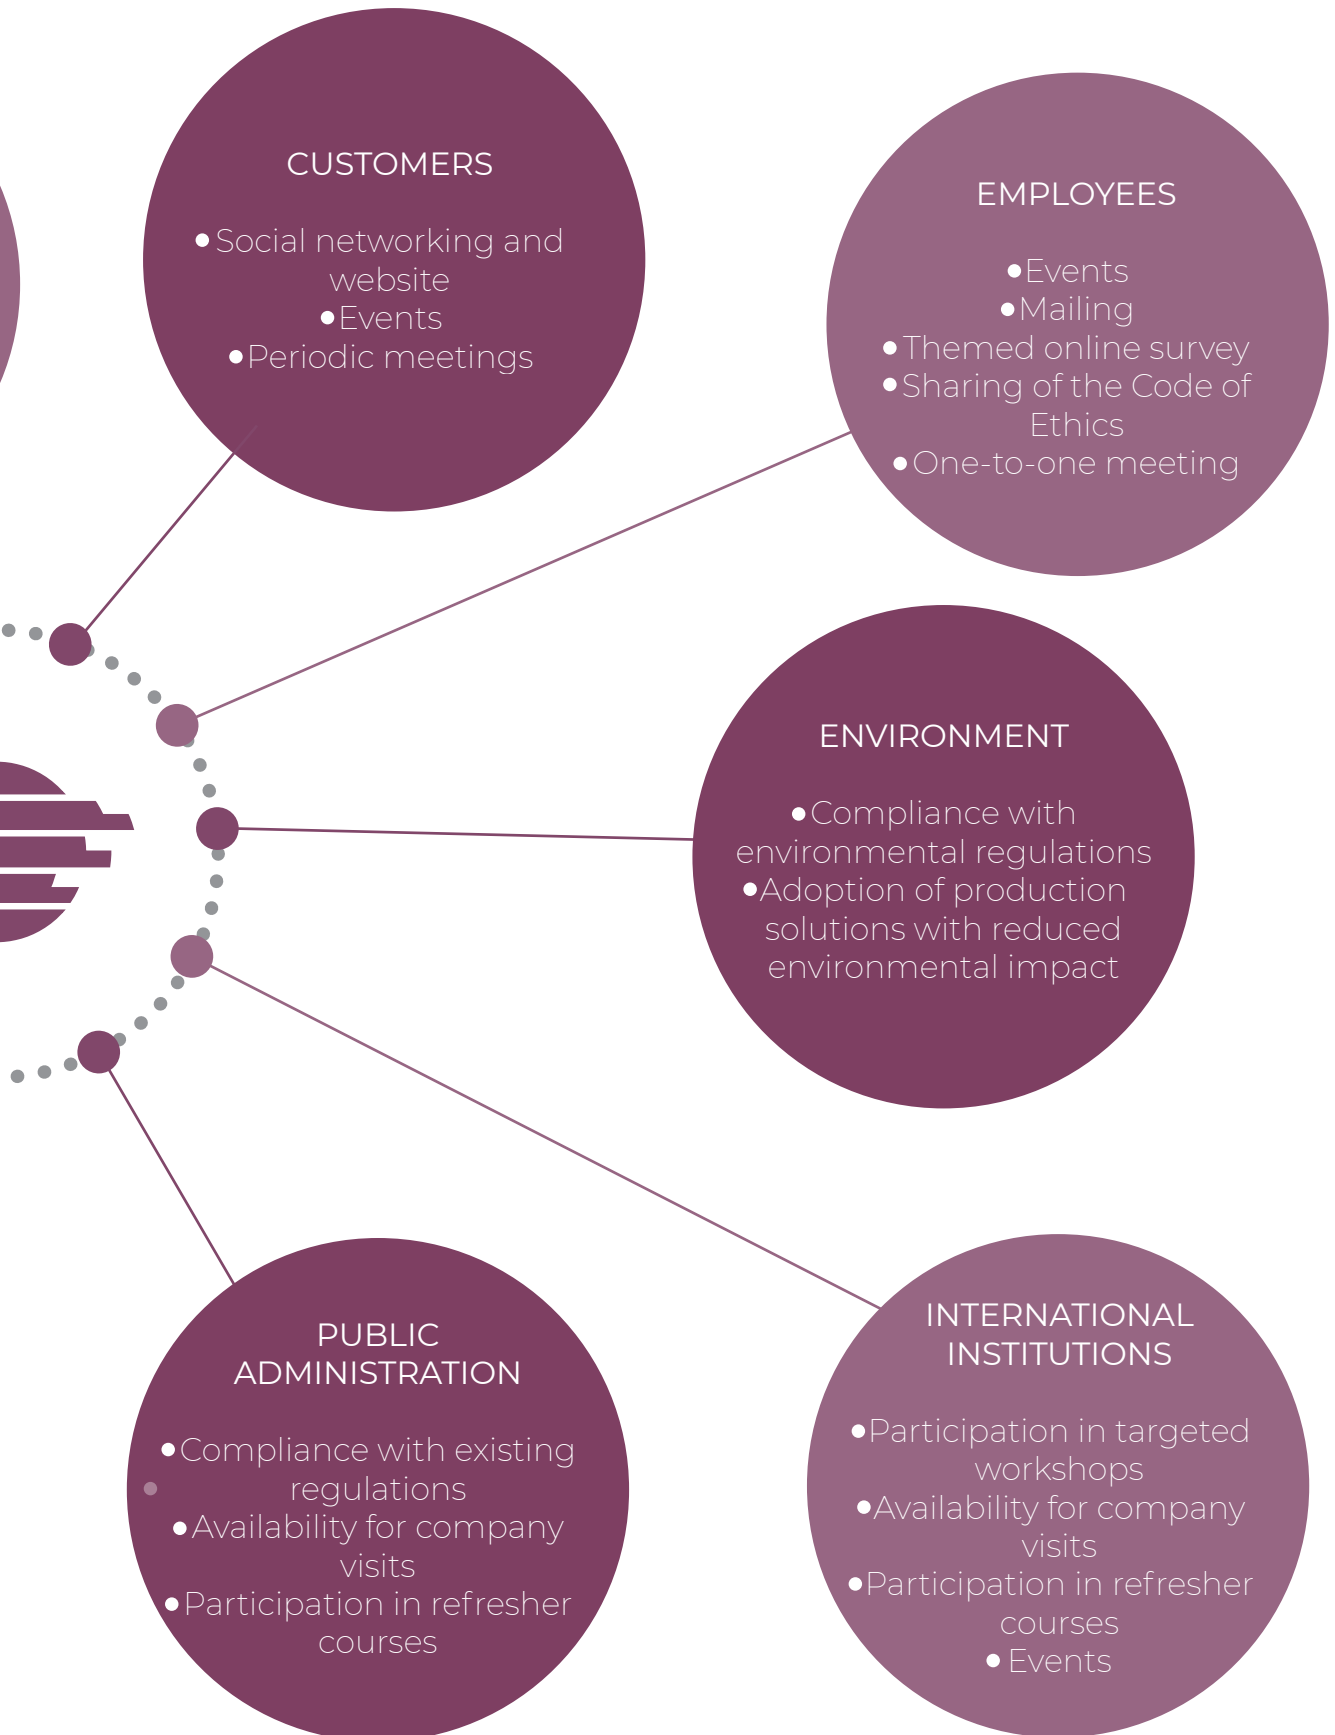 CUSTOMERS
•Social networking and
website
•Events
•Periodic meetings
EMPLOYEES
•Events
•Mailing
•Themed online survey
•Sharing of the Code of
Ethics
•One-to-one meeting
ENVIRONMENT
•Compliance with
environmental regulations
•Adoption of production
solutions with reduced
environmental impact
PUBLIC
ADMINISTRATION
•Compliance with existing
regulations
•Availability for company
visits
•Participation in refresher
courses
INTERNATIONAL
INSTITUTIONS
•Participation in targeted
workshops
•Availability for company
visits
•Participation in refresher
courses
•Events